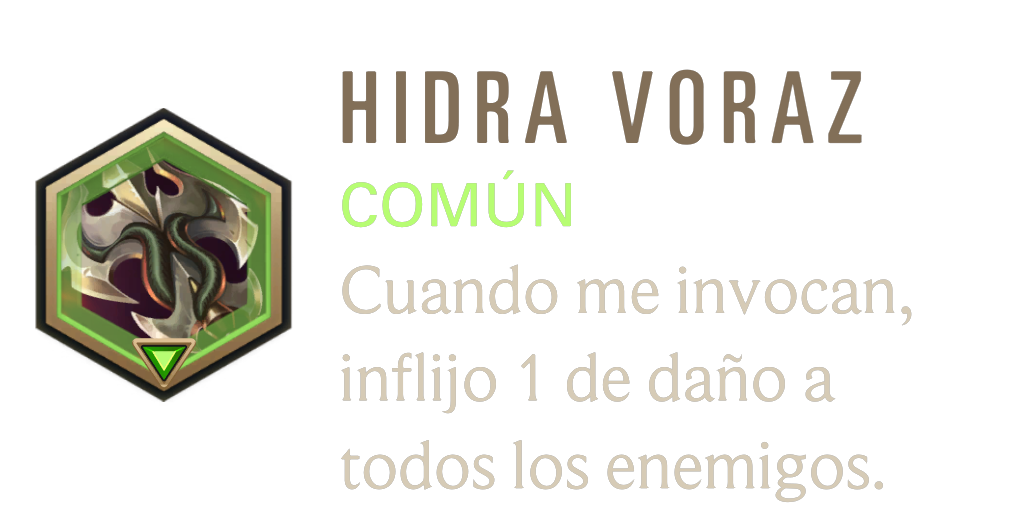 HIDRA VORAZ
COMÚN
Cuando me invocan,
inflijo 1 de daño a
todos los enemigos.